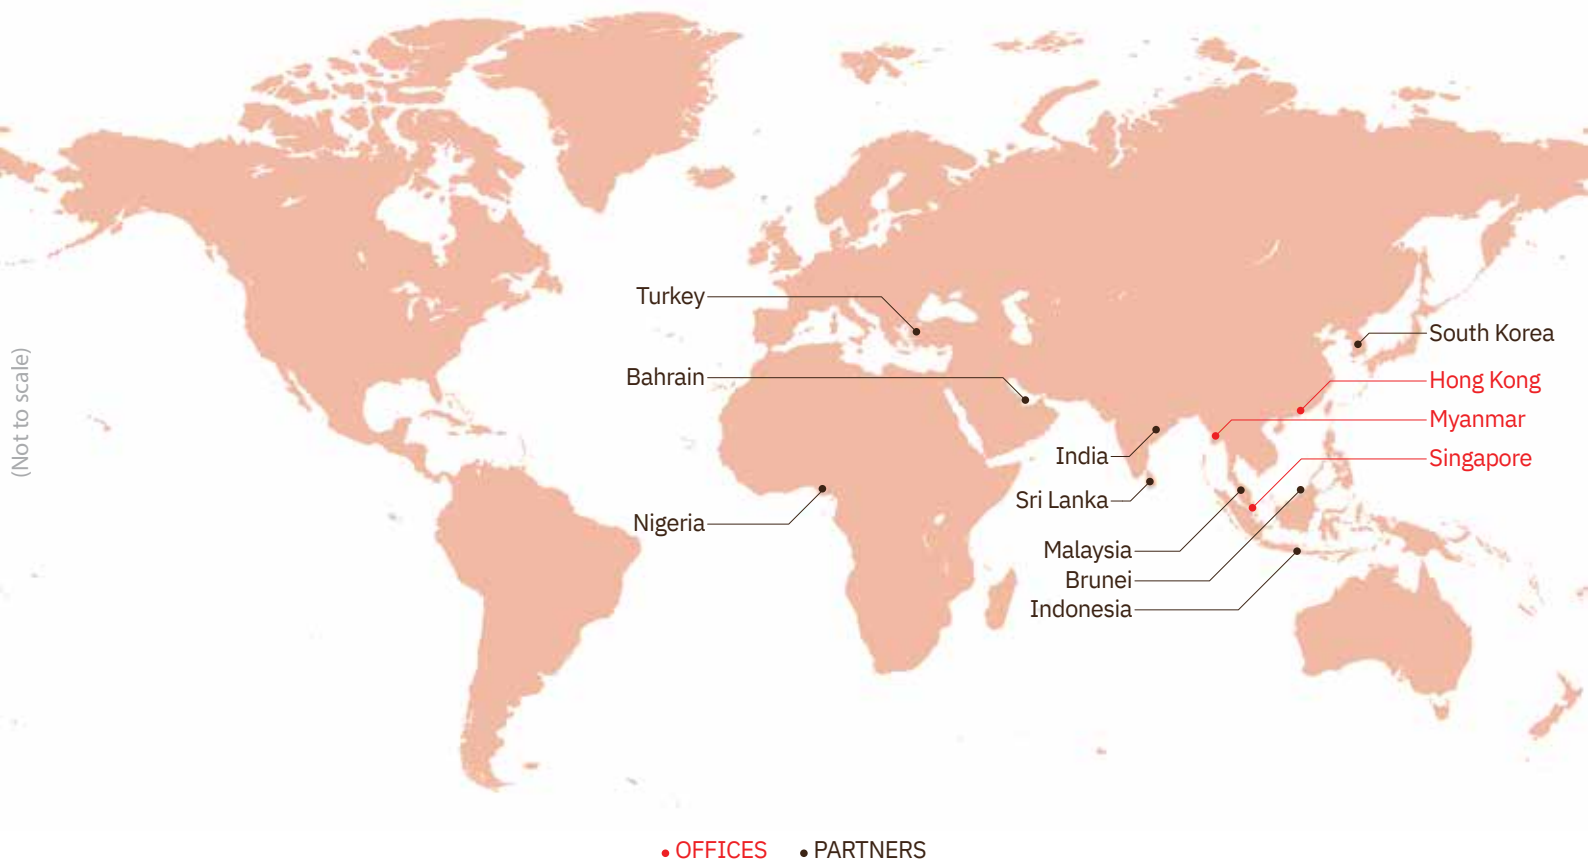 Turkey
South Korea
Bahrain
Hong Kong
Myanmar
India
Singapore
Sri Lanka
Nigeria
Malaysia
Brunei
Indonesia
(Not to scale)
• OFFICES • PARTNERS